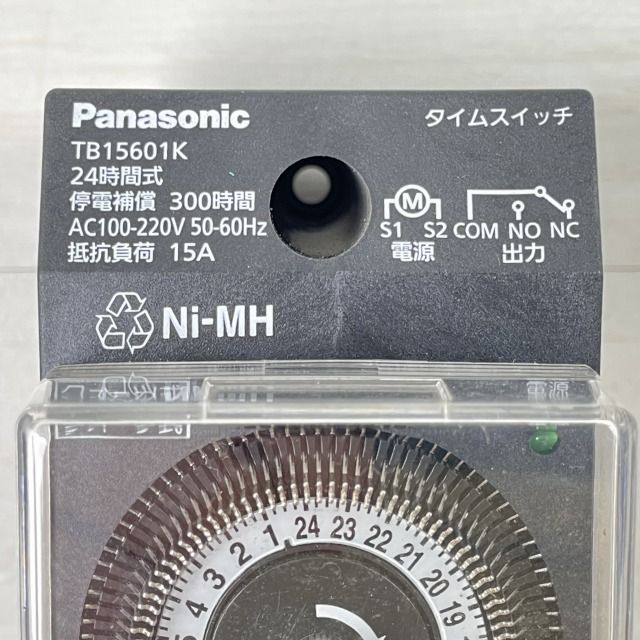 Panasonic
タイムスイッチ
TB15601K
24時間式
停電補償 300時間
AC100-220V 50-60Hz
抵抗負荷 15A
M
S1 S2 COM NO NC
電源 出力
Ni-MH
電源
5 4 3 2 1 24 23 22 21 20 19